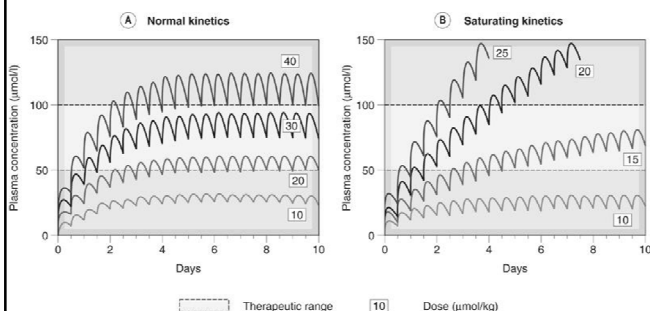 A Normal kinetics
150
100
50
0
Plasma concentration (µmol/l)
40
30
20
10
0 2 4 6 8 10
Days
B Saturating kinetics
150
100
50
0
Plasma concentration (µmol/l)
25
20
15
10
0 2 4 6 8 10
Days
Therapeutic range
10 Dose (µmol/kg)